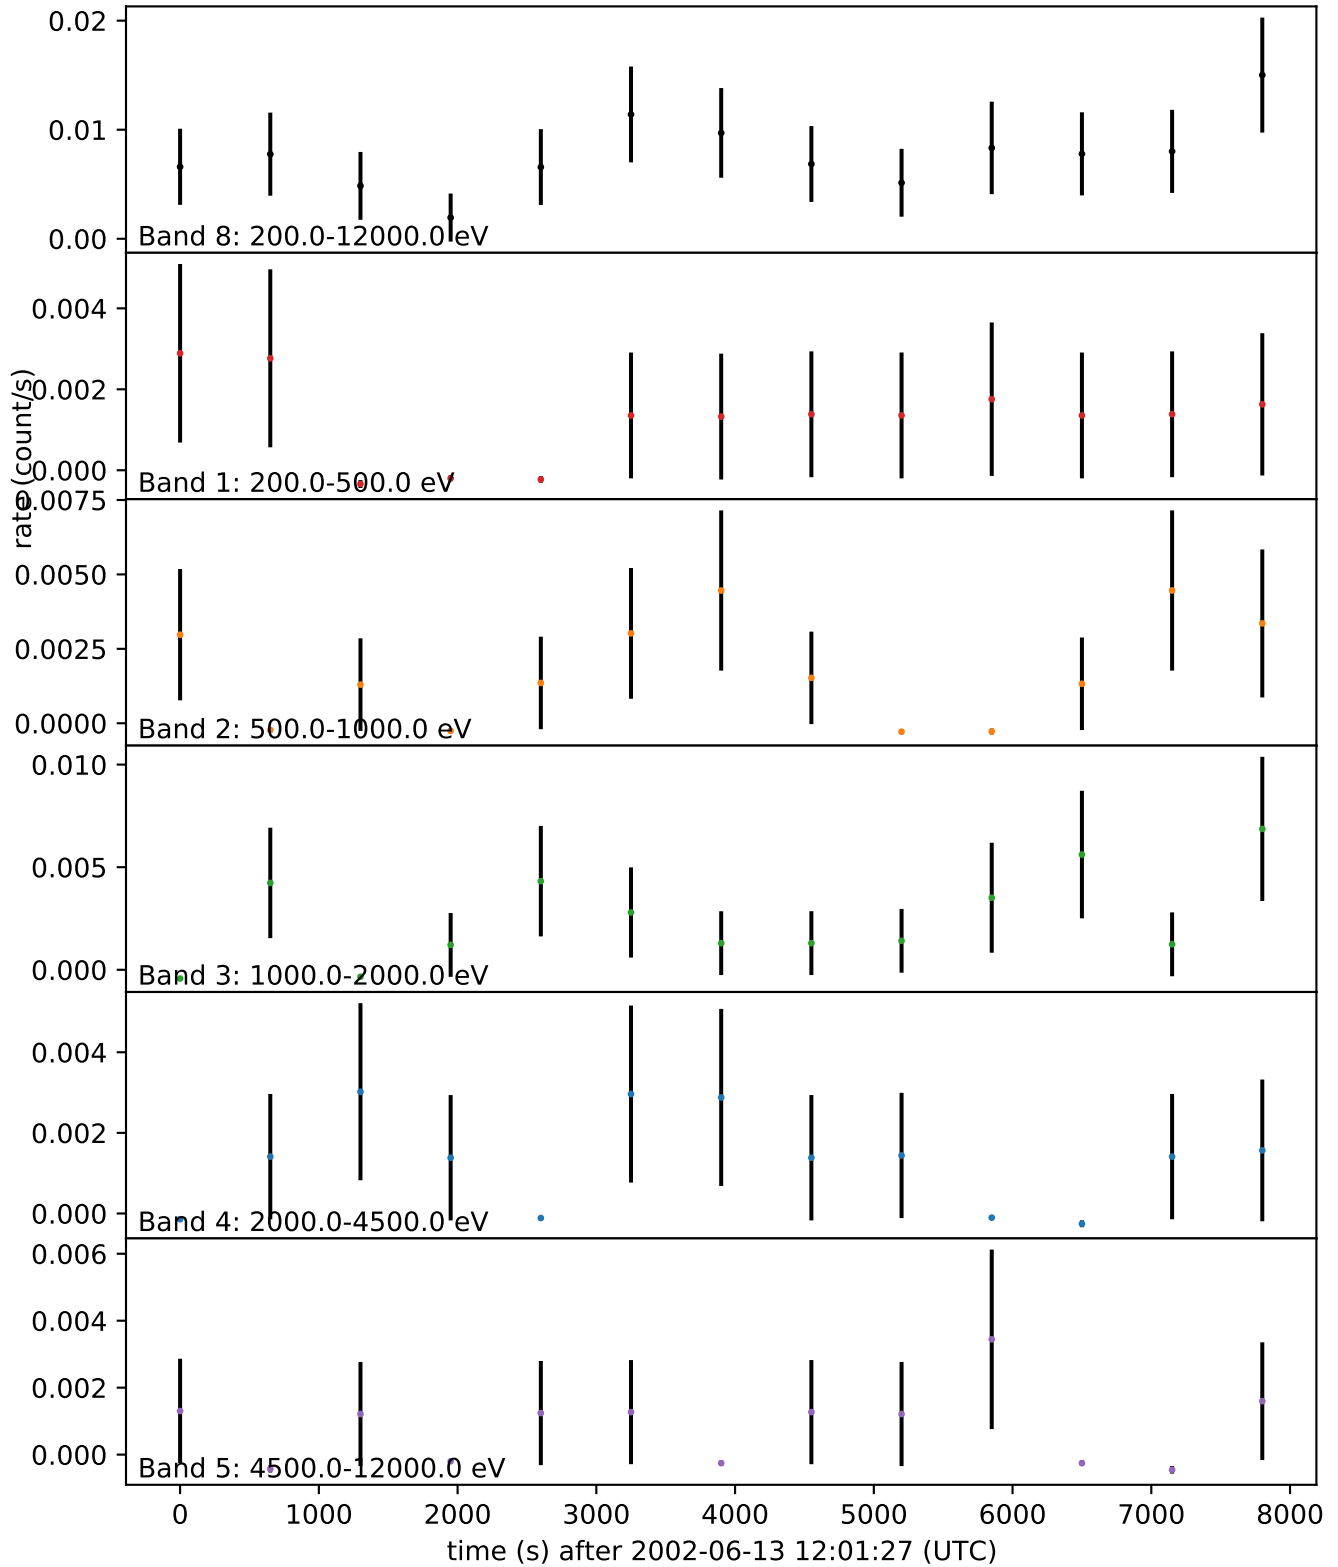 0.02
0.01
0.00
Band 8: 200.0-12000.0 eV
0.004
0.002
0.000
Band 1: 200.0-500.0 eV
rate (count/s)
0.0075
0.0050
0.0025
0.0000
Band 2: 500.0-1000.0 eV
0.010
0.005
0.000
Band 3: 1000.0-2000.0 eV
0.004
0.002
0.000
Band 4: 2000.0-4500.0 eV
0.006
0.004
0.002
0.000
Band 5: 4500.0-12000.0 eV
0 1000 2000 3000 4000 5000 6000 7000 8000
time (s) after 2002-06-13 12:01:27 (UTC)